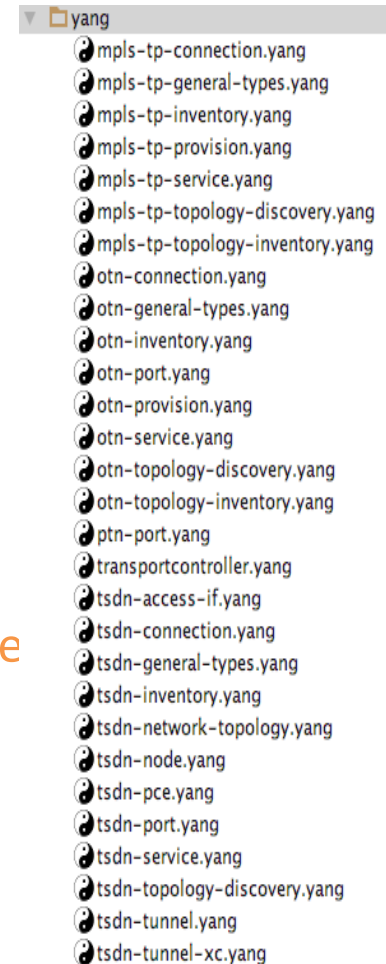 yang
mpls-tp-connection.yang
mpls-tp-general-types.yang
mpls-tp-inventory.yang
mpls-tp-provision.yang
mpls-tp-service.yang
mpls-tp-topology-discovery.yang
mpls-tp-topology-inventory.yang
otn-connection.yang
otn-general-types.yang
otn-inventory.yang
otn-port.yang
otn-provision.yang
otn-service.yang
otn-topology-discovery.yang
otn-topology-inventory.yang
ptn-port.yang
transportcontroller.yang
tsdn-access-if.yang
e
tsdn-connection.yang
tsdn-general-types.yang
tsdn-inventory.yang
tsdn-network-topology.yang
tsdn-node.yang
tsdn-pce.yang
tsdn-port.yang
tsdn-service.yang
tsdn-topology-discovery.yang
tsdn-tunnel.yang
tsdn-tunnel-xc.yang